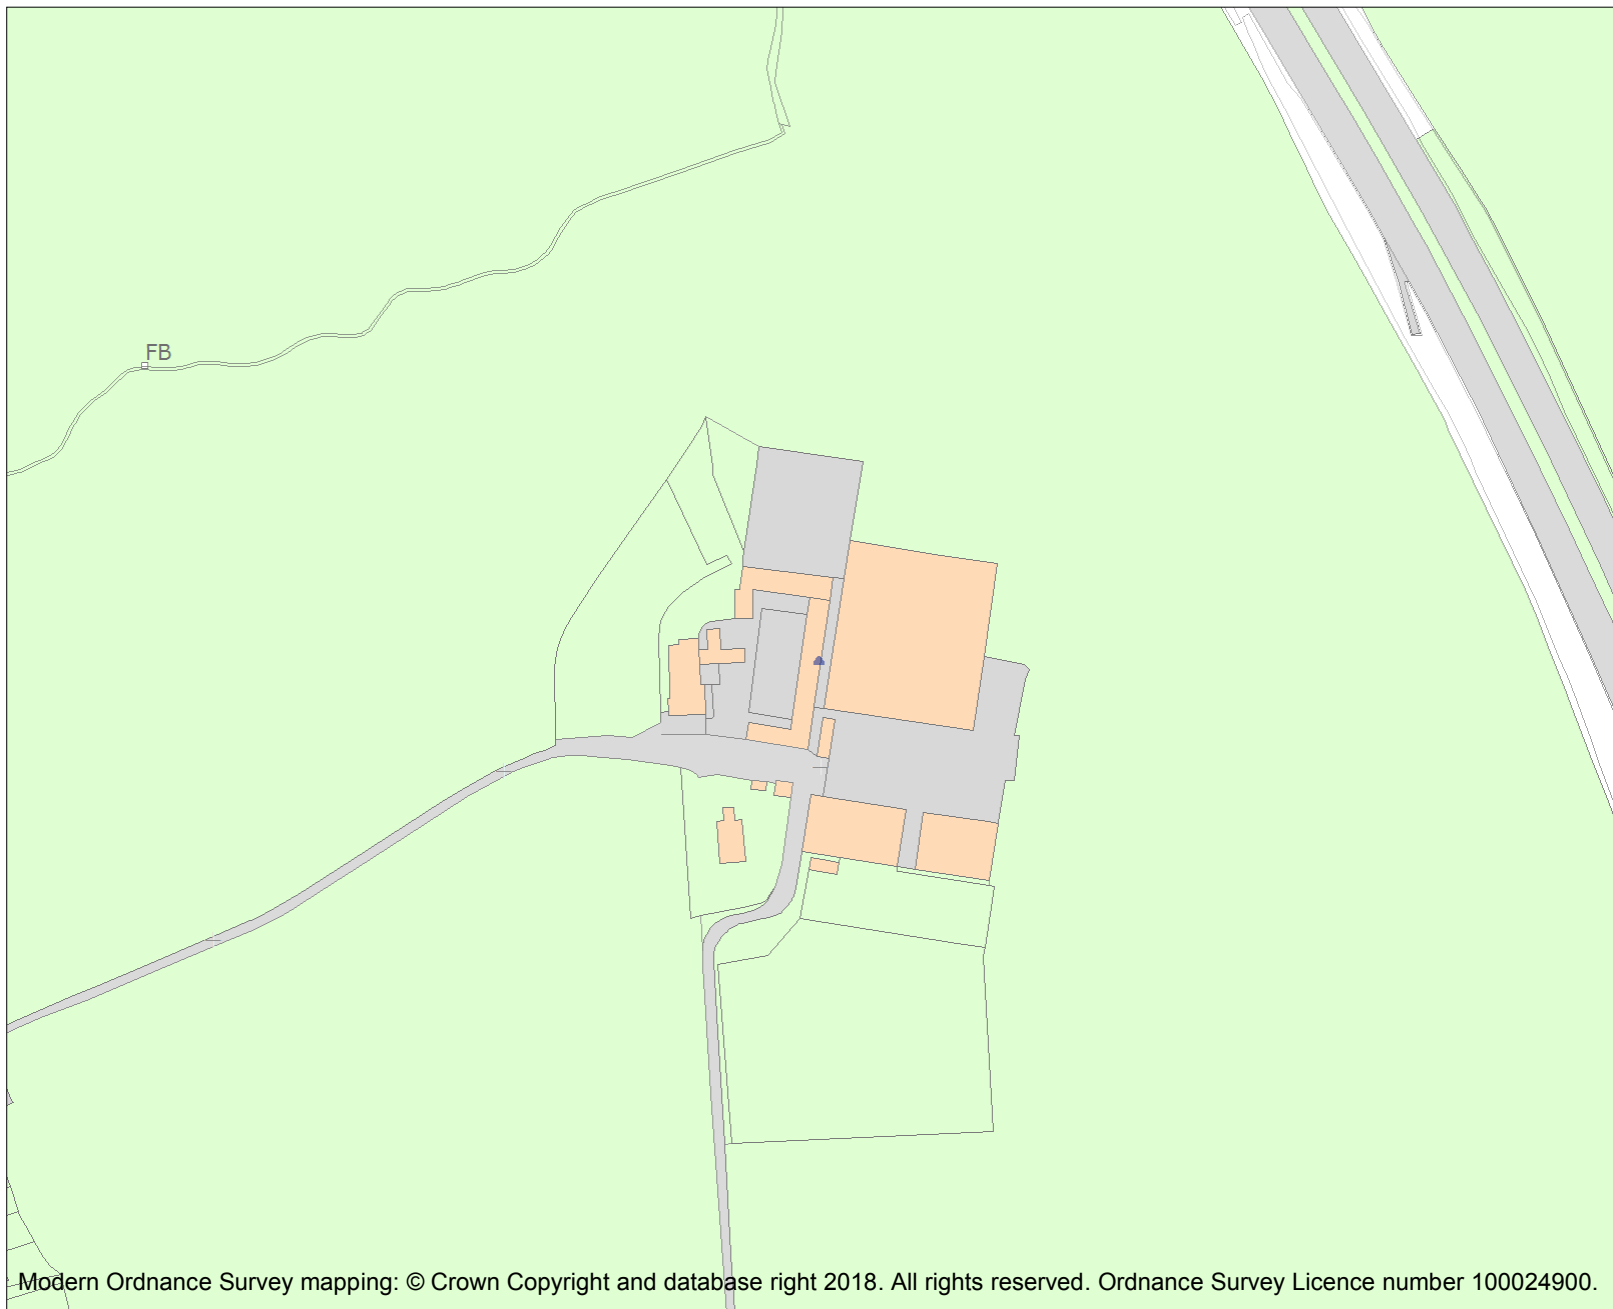 FB
Modern Ordnance Survey mapping: © Crown Copyright and database right 2018. All rights reserved. Ordnance Survey Licence number 100024900.